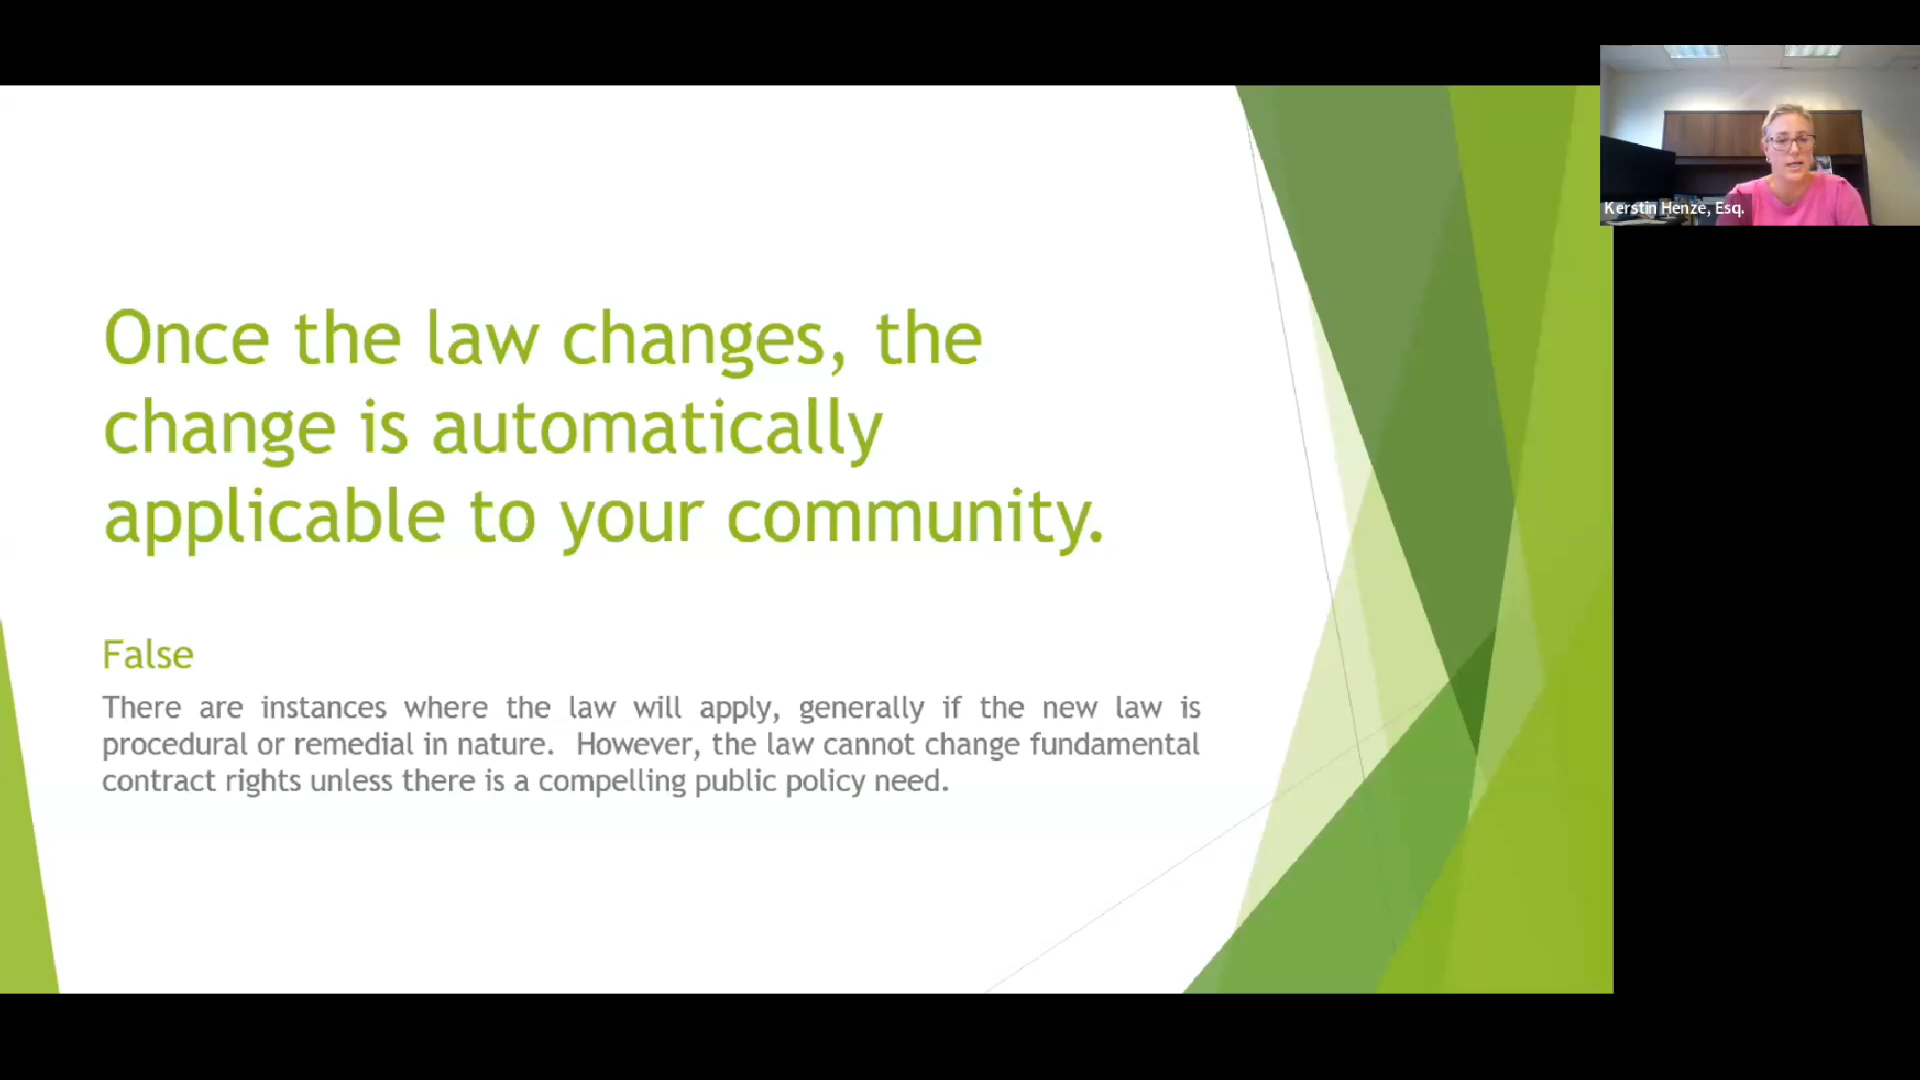 Kerstin Henze, Esq.
Once the law changes, the
change is automatically
applicable to your community.
False
There are instances where the law will apply, generally if the new law is
procedural or remedial in nature. However, the law cannot change fundamental
contract rights unless there is a compelling public policy need.